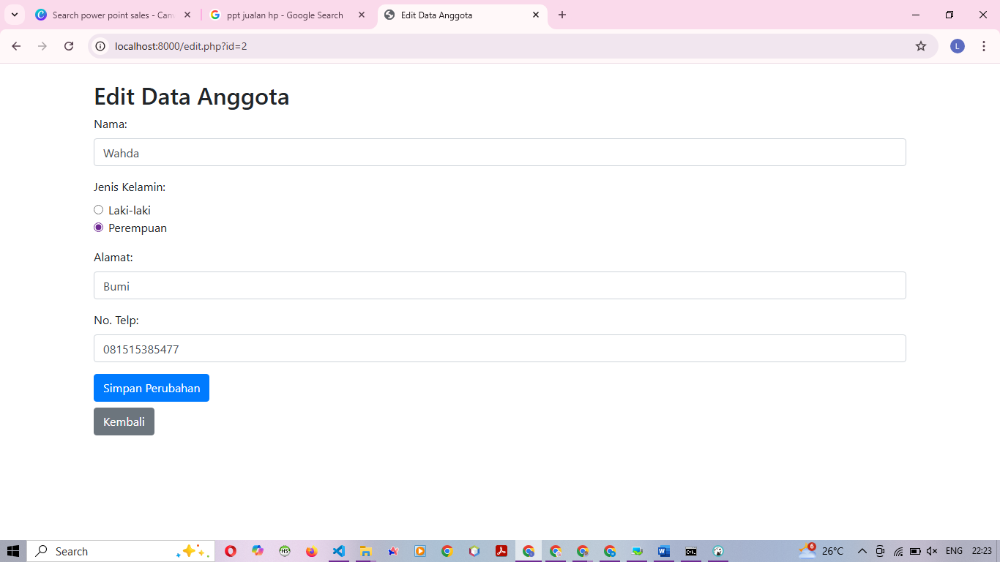 Search power point sales - Can
ppt jualan hp - Google Search
Edit Data Anggota
localhost:8000/edit.php?id=2
L
Edit Data Anggota
Nama:
Wahda
Jenis Kelamin:
Laki-laki
Perempuan
Alamat:
Bumi
No. Telp:
081515385477
Simpan Perubahan
Kembali
Search
6
26°C
ENG
22:23